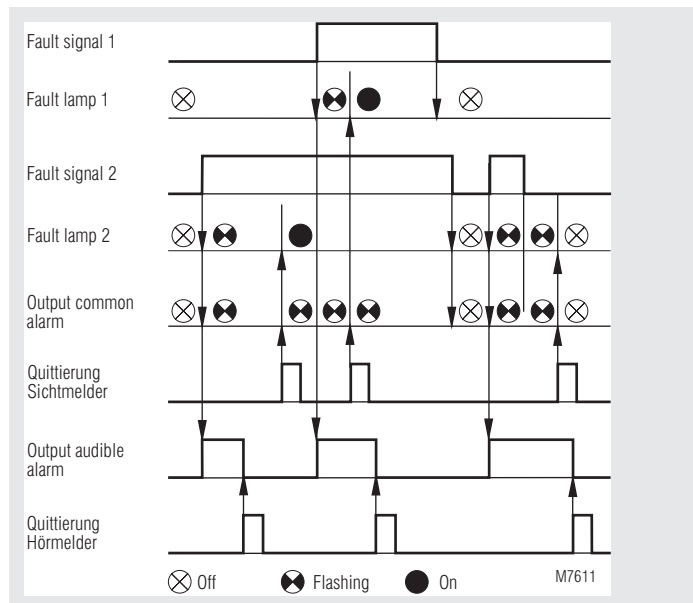 Fault signal 1
Fault lamp 1
Fault signal 2
Fault lamp 2
Output common
alarm
Quittierung
Sichtmelder
Output audible
alarm
Quittierung
Hörmelder
Off
Flashing
On
M7611